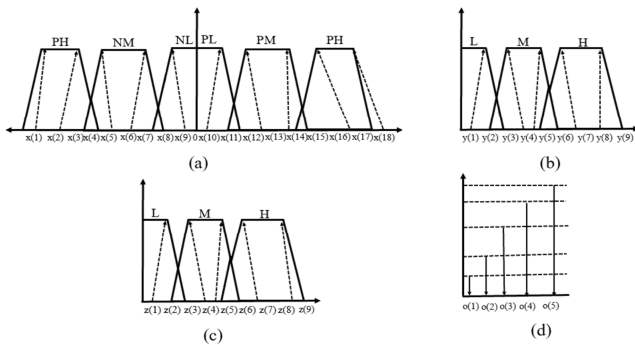 PH NM NL PL PM PH
x(1) x(2) x(3) x(4) x(5) x(6) x(7) x(8) x(9) x(10) x(11) x(12) x(13) x(14) x(15) x(16) x(17) x(18)
(a)
L M H
y(1) y(2) y(3) y(4) y(5) y(6) y(7) y(8) y(9)
(b)
L M H
z(1) z(2) z(3) z(4) z(5) z(6) z(7) z(8) z(9)
(c)
o(1) o(2) o(3) o(4) o(5)
(d)